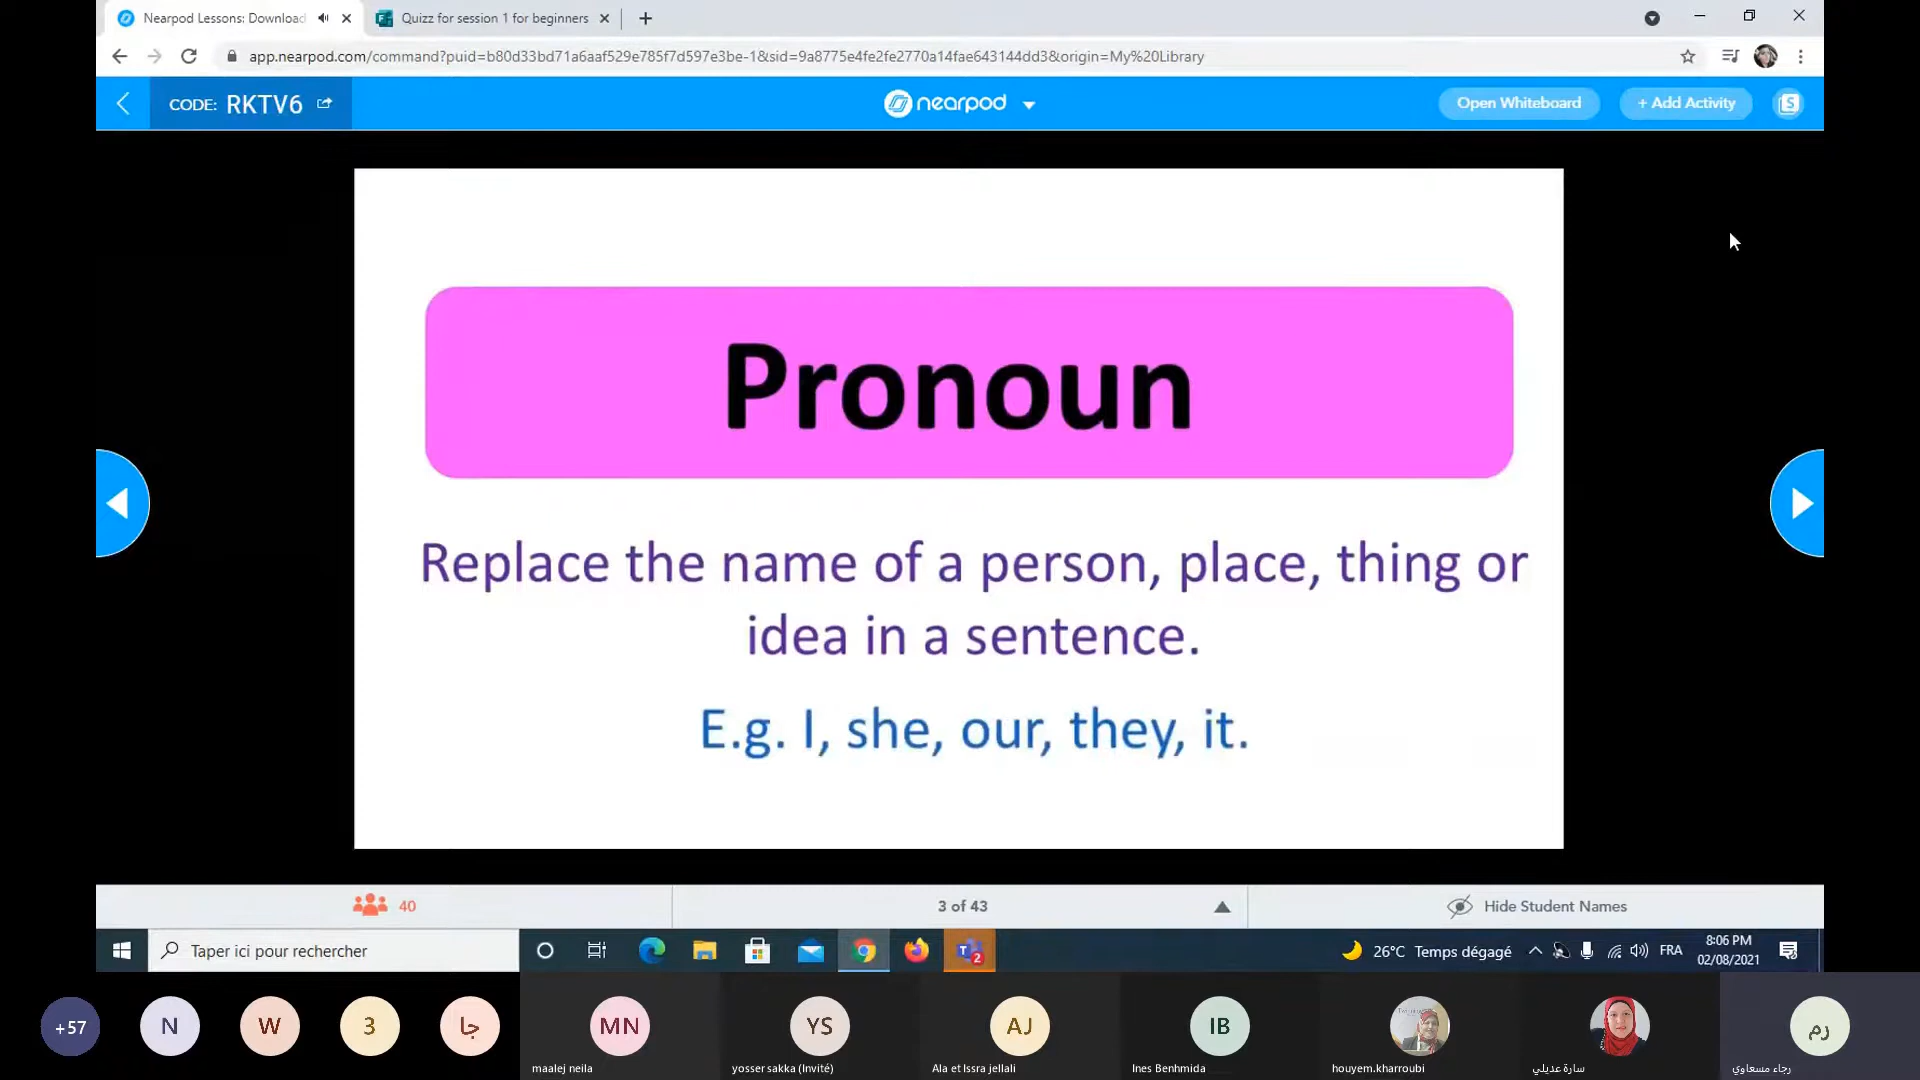 Nearpod Lessons: Download
Quizz for session 1 for beginners
app.nearpod.com/command?puid=b80d33bd71a6aaf529e785f7d597e3be-1&sid=9a8775e4fe2fe2770a14fae643144dd3&origin=My%20Library
CODE: RKTV6
nearpod
Open Whiteboard
+ Add Activity
S
Pronoun
Replace the name of a person, place, thing or
idea in a sentence.
E.g. I, she, our, they, it.
40
3 of 43
Hide Student Names
Taper ici pour rechercher
2
26°C Temps dégagé
FRA
8:06 PM
02/08/2021
+57
N
W
3
جا
MN
YS
AJ
IB
رم
maalej neila
yosser sakka (Invité)
Ala et Issra jellali
Ines Benhmida
houyem.kharroubi
سارة عديلي
رجاء مسعاوي